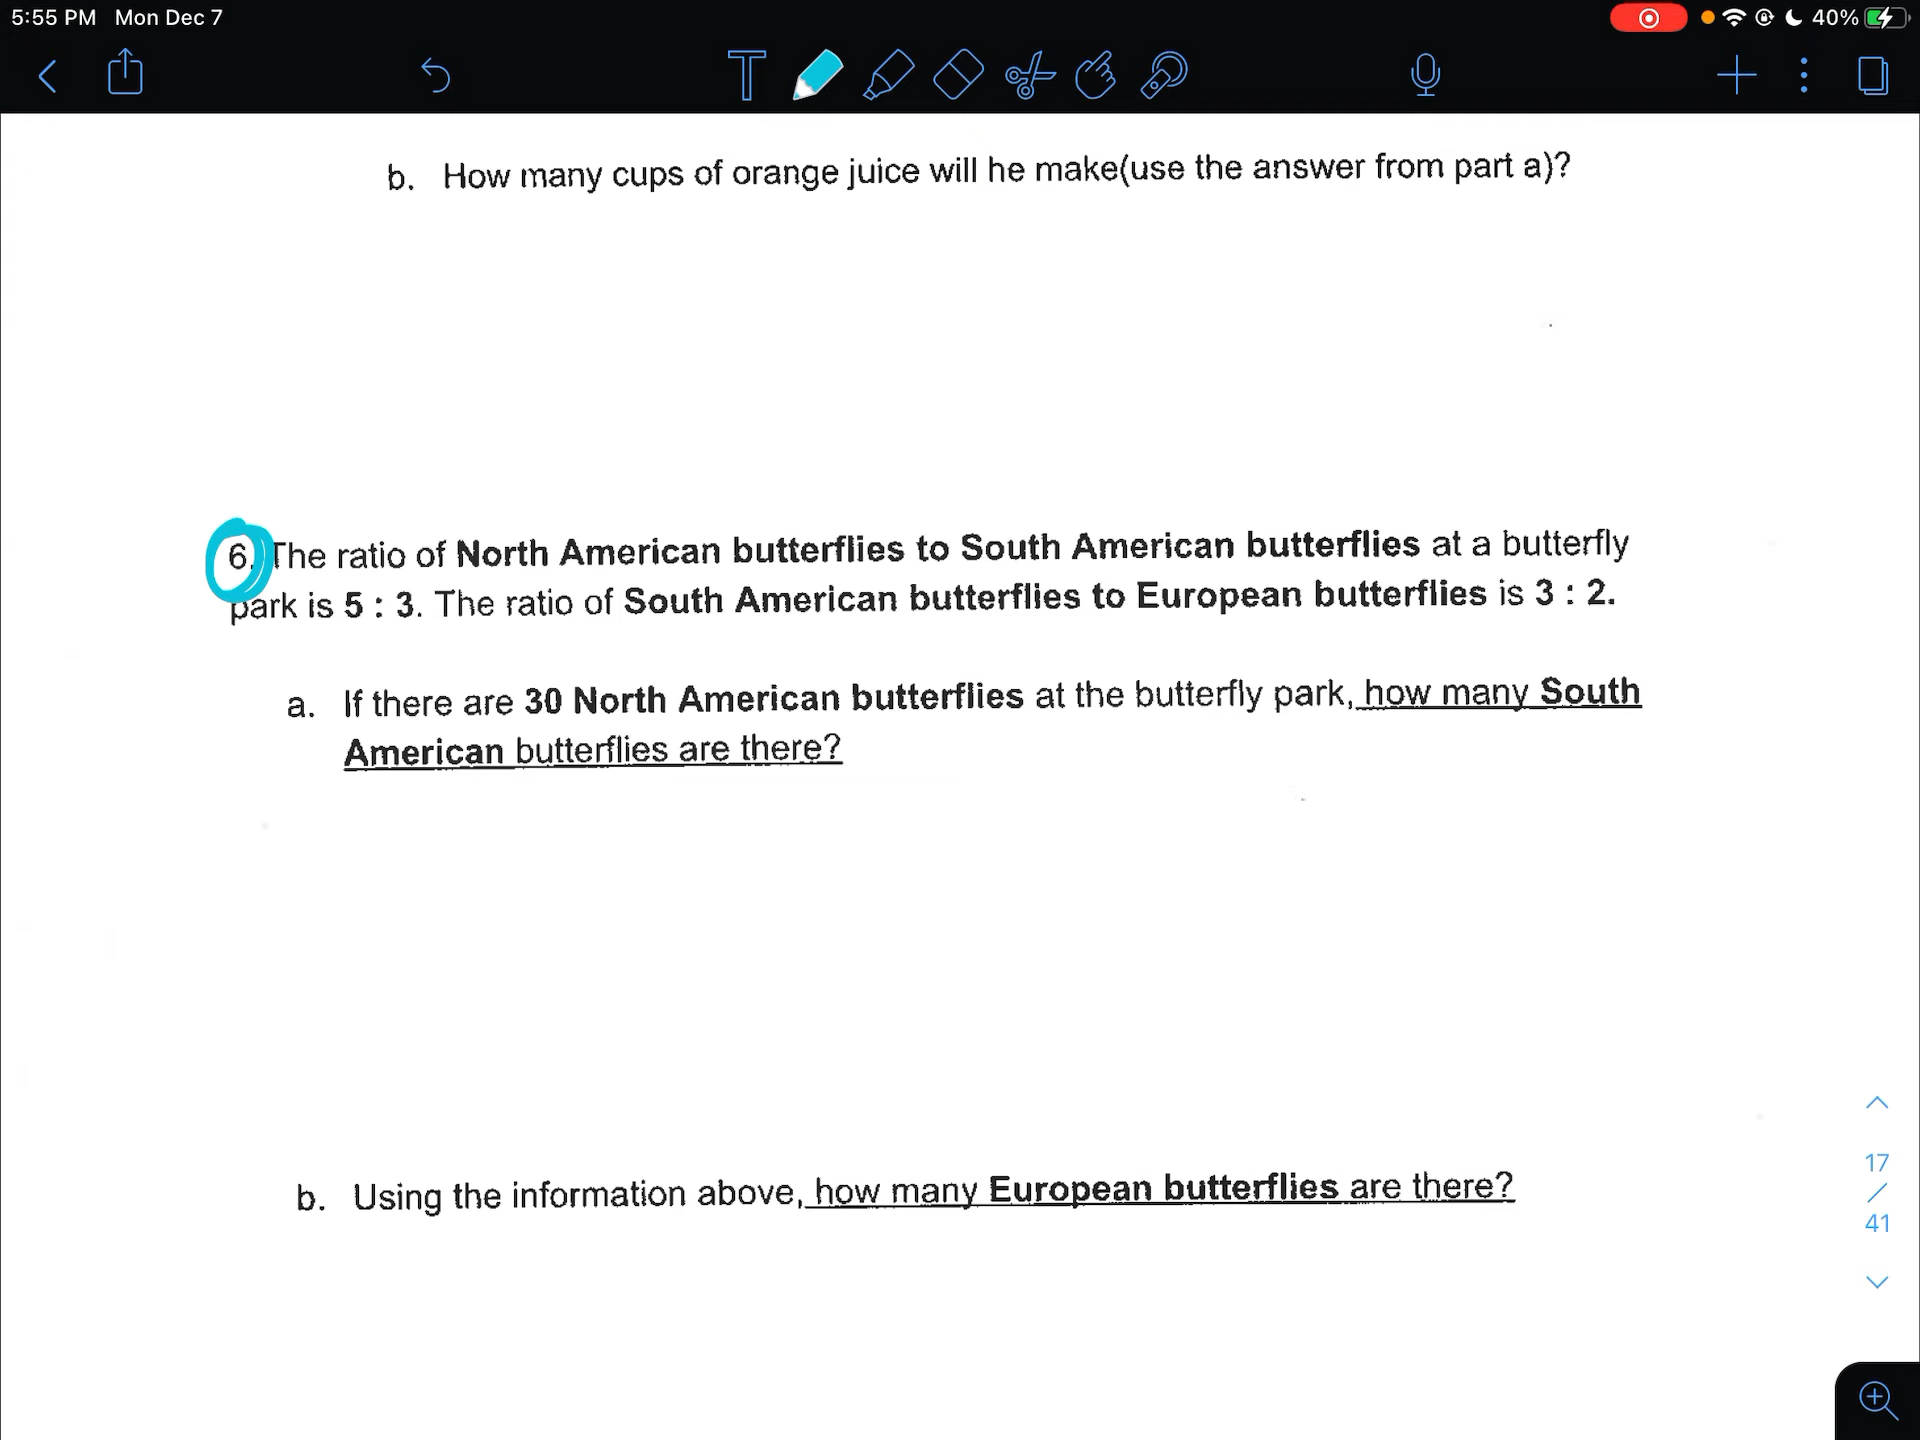 5:55 PM Mon Dec 7
40%
T
b. How many cups of orange juice will he make(use the answer from part a)?
6. The ratio of North American butterflies to South American butterflies at a butterfly
park is 5 : 3. The ratio of South American butterflies to European butterflies is 3 : 2.
a. If there are 30 North American butterflies at the butterfly park, how many South
American butterflies are there?
b. Using the information above, how many European butterflies are there?
17
/
41